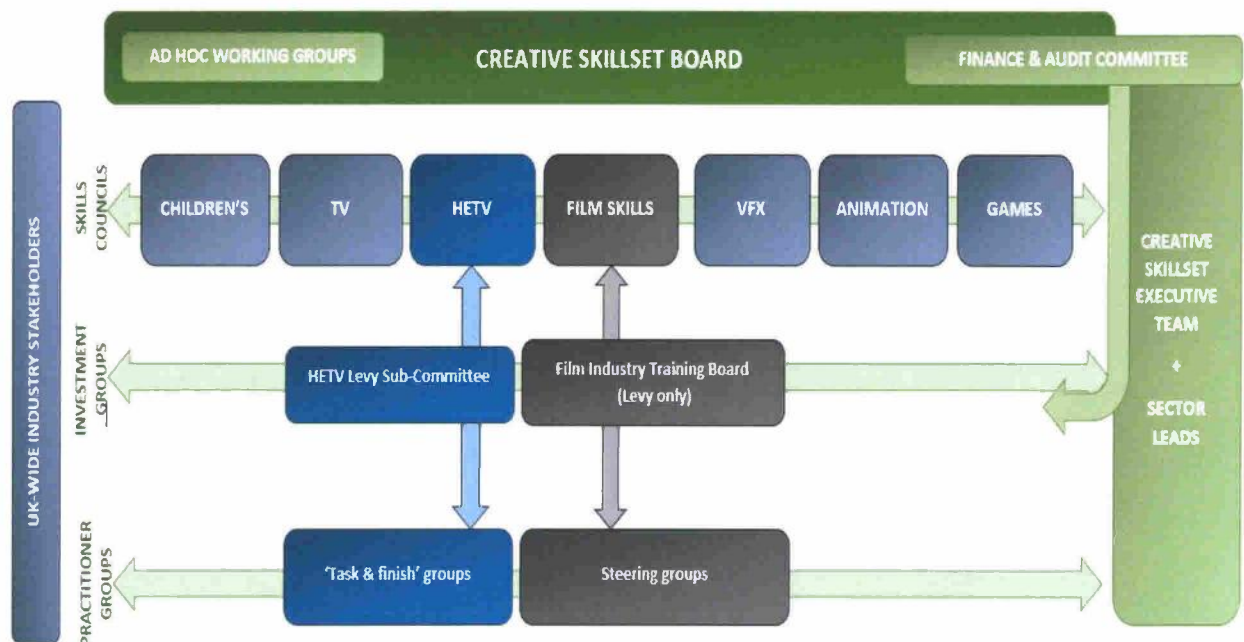 AD HOC WORKING GROUPS
CREATIVE SKILLSET BOARD
FINANCE & AUDIT COMMITTEE
UK-WIDE INDUSTRY STAKEHOLDERS
SKILLS
COUNCILS
CHILDREN'S
TV
HETV
FILM SKILLS
VFX
ANIMATION
GAMES
CREATIVE
SKILLSET
EXECUTIVE
TEAM
+
SECTOR
LEADS
INVESTMENT
GROUPS
HETV Levy Sub-Committee
Film Industry Training Board
(Levy only)
PRACTITIONER
GROUPS
'Task & finish' groups
Steering groups